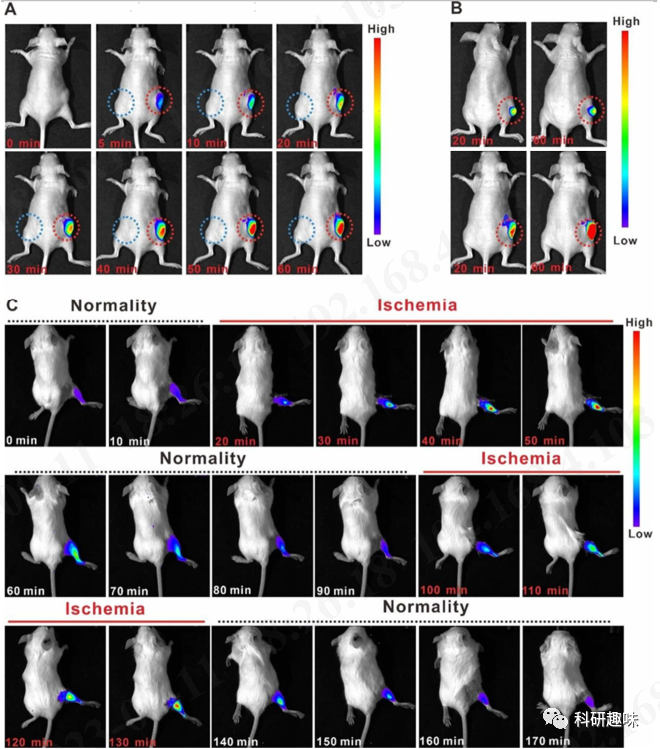 A
B
High
High
0 min
5 min
10 min
20 min
20 min
60 min
30 min
40 min
50 min
60 min
Low
20 min
60 min
Low
C
Normality
Ischemia
High
0 min
10 min
20 min
30 min
40 min
50 min
Normality
Ischemia
60 min
70 min
80 min
90 min
100 min
110 min
Low
Ischemia
Normality
120 min
130 min
140 min
150 min
160 min
170 min
科研趣味